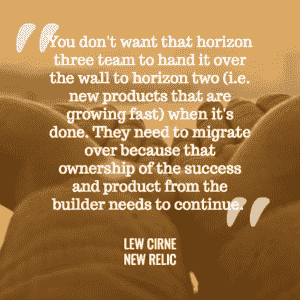 You don't want that horizon
three team to hand it over
the wall to horizon two (i.e.
new products that are
growing fast) when it's
done. They need to migrate
over because that
ownership of the success
and product from the
builder needs to continue.
LEW CIRNE
NEW RELIC